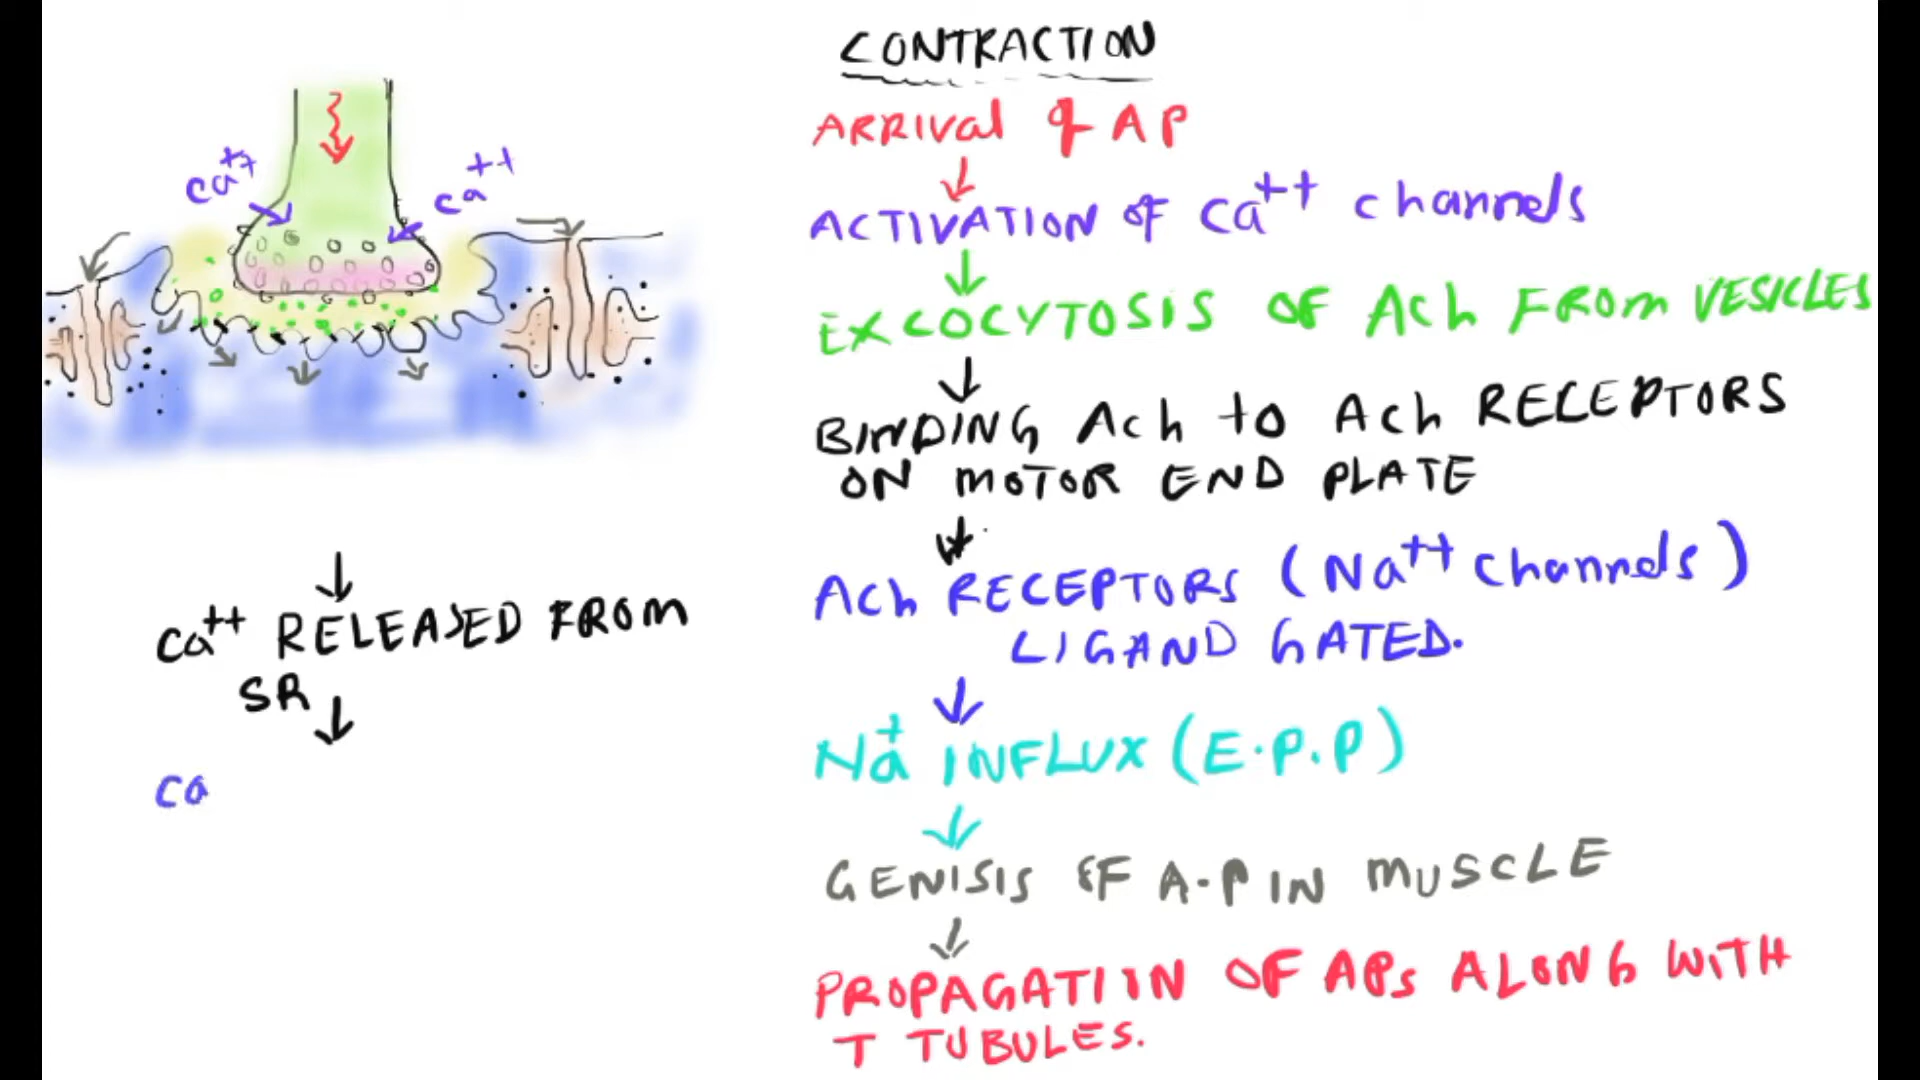 CONTRACTION
ARRIVAl of AP
ACTIVATION OF Ca++ channels
EXCOCYTOSIS OF ACh FROM VESICLES
BINDING ACh to ACh RECEPTORS
ON MOTOR END PLATE
ACh RECEPTORS (Na++ channels)
LIGAND GATED.
Na+ INFLUX (E.P.P)
GENISIS OF A-P IN MUSCLE
PROPAGATION OF APs ALONG WITH
T TUBULES.
Ca++
Ca++
Ca++ RELEASED FROM
SR
Ca